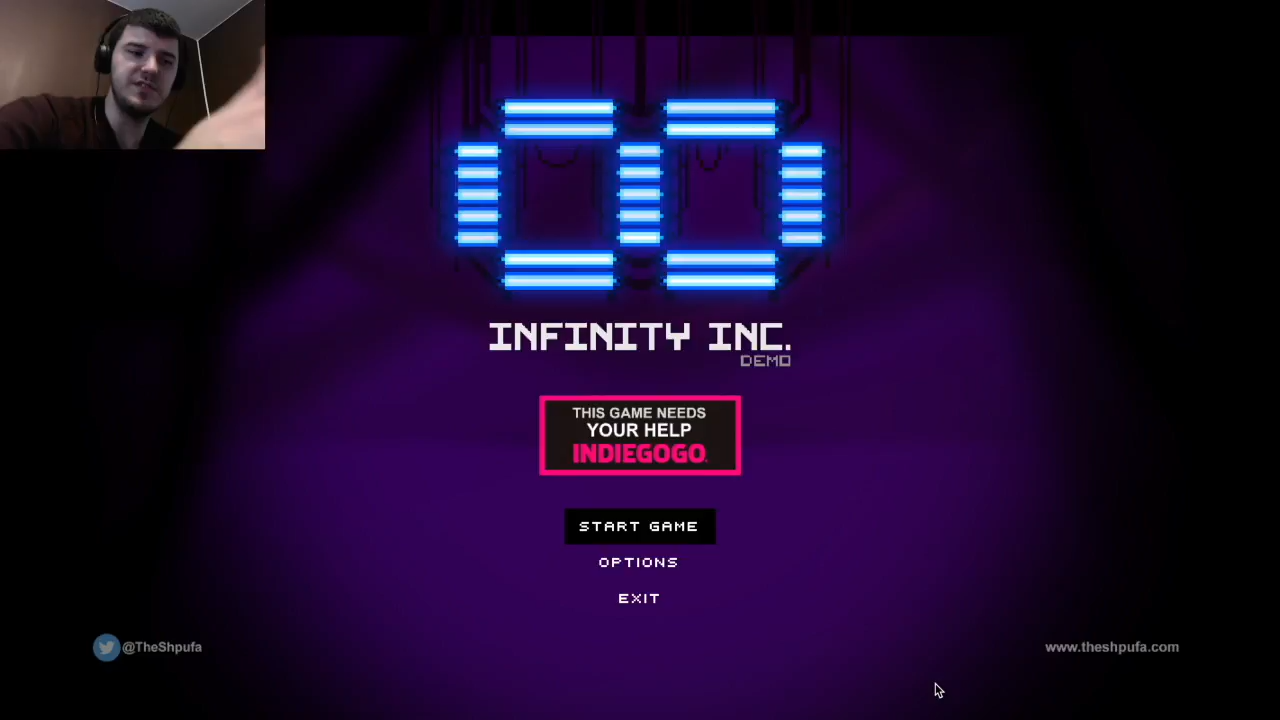 INFINITY INC.
DEMO
THIS GAME NEEDS
YOUR HELP
INDIEGOGO
START GAME
OPTIONS
EXIT
@TheShpufa
www.theshpufa.com